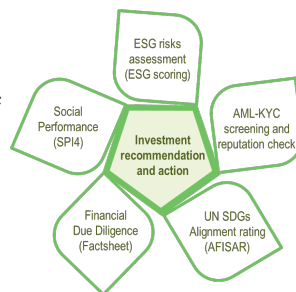 ESG risks
assessment
(ESG scoring)
Social
Performance
(SPI4)
AML-KYC
screening and
reputation check
Investment
recommendation
and action
Financial
Due Diligence
(Factsheet)
UN SDGs
Alignment rating
(AFISAR)